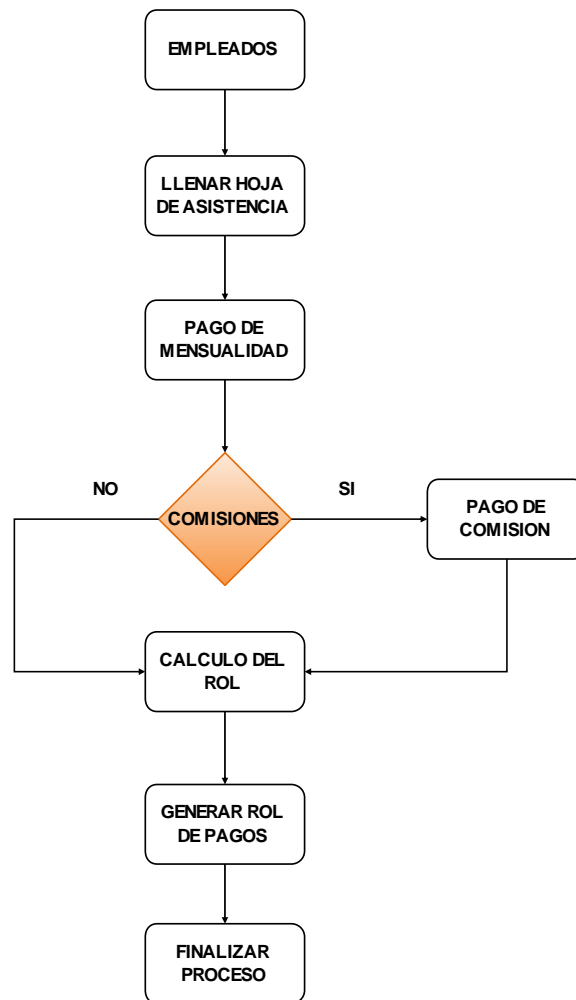 EMPLEADOS
LLENAR HOJA
DE ASISTENCIA
PAGO DE
MENSUALIDAD
NO
SI
COMISIONES
PAGO DE
COMISION
CALCULO DEL
ROL
GENERAR ROL
DE PAGOS
FINALIZAR
PROCESO